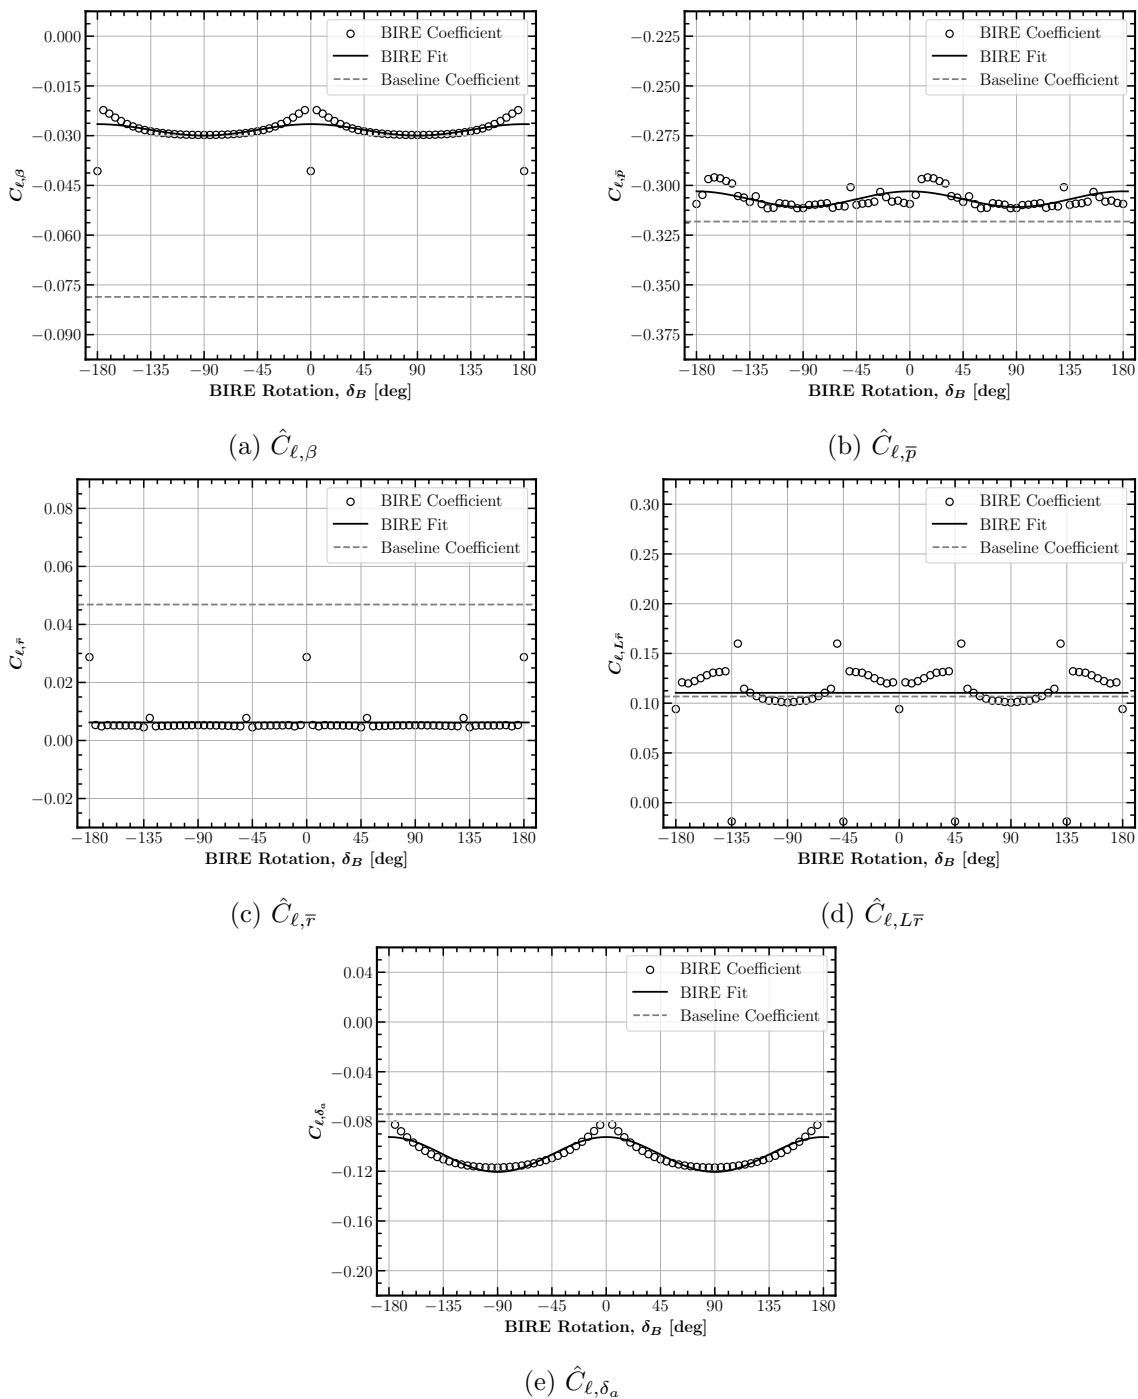 BIRE Coefficient
BIRE Fit
Baseline Coefficient
0.000
−0.015
−0.030
−0.045
−0.060
−0.075
−0.090
C_{ℓ,β}
−180 −135 −90 −45 0 45 90 135 180
BIRE Rotation, δ_B [deg]
(a) Ĉ_{ℓ,β}
BIRE Coefficient
BIRE Fit
Baseline Coefficient
−0.225
−0.250
−0.275
−0.300
−0.325
−0.350
−0.375
C_{ℓ,p̅}
−180 −135 −90 −45 0 45 90 135 180
BIRE Rotation, δ_B [deg]
(b) Ĉ_{ℓ,p̅}
BIRE Coefficient
BIRE Fit
Baseline Coefficient
0.08
0.06
0.04
0.02
0.00
−0.02
C_{ℓ,r̅}
−180 −135 −90 −45 0 45 90 135 180
BIRE Rotation, δ_B [deg]
(c) Ĉ_{ℓ,r̅}
BIRE Coefficient
BIRE Fit
Baseline Coefficient
0.30
0.25
0.20
0.15
0.10
0.05
0.00
C_{ℓ,Lr̅}
−180 −135 −90 −45 0 45 90 135 180
BIRE Rotation, δ_B [deg]
(d) Ĉ_{ℓ,Lr̅}
BIRE Coefficient
BIRE Fit
Baseline Coefficient
0.04
0.00
−0.04
−0.08
−0.12
−0.16
−0.20
C_{ℓ,δ_a}
−180 −135 −90 −45 0 45 90 135 180
BIRE Rotation, δ_B [deg]
(e) Ĉ_{ℓ,δ_a}